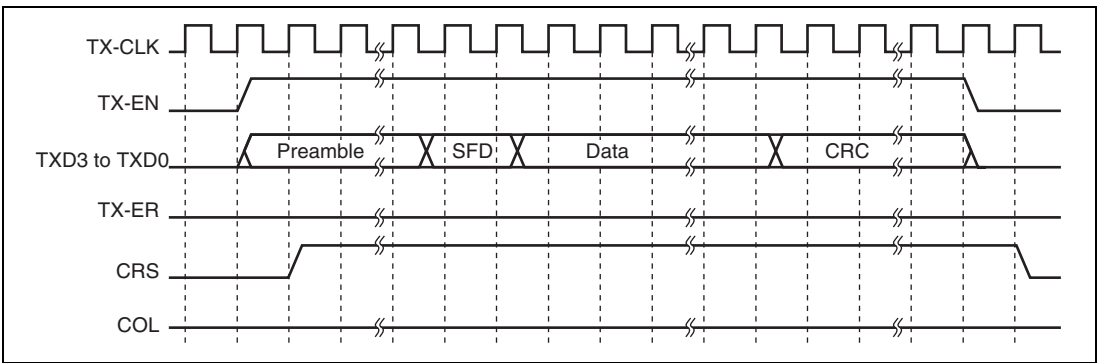 TX-CLK
TX-EN
TXD3 to TXD0
Preamble
SFD
Data
CRC
TX-ER
CRS
COL